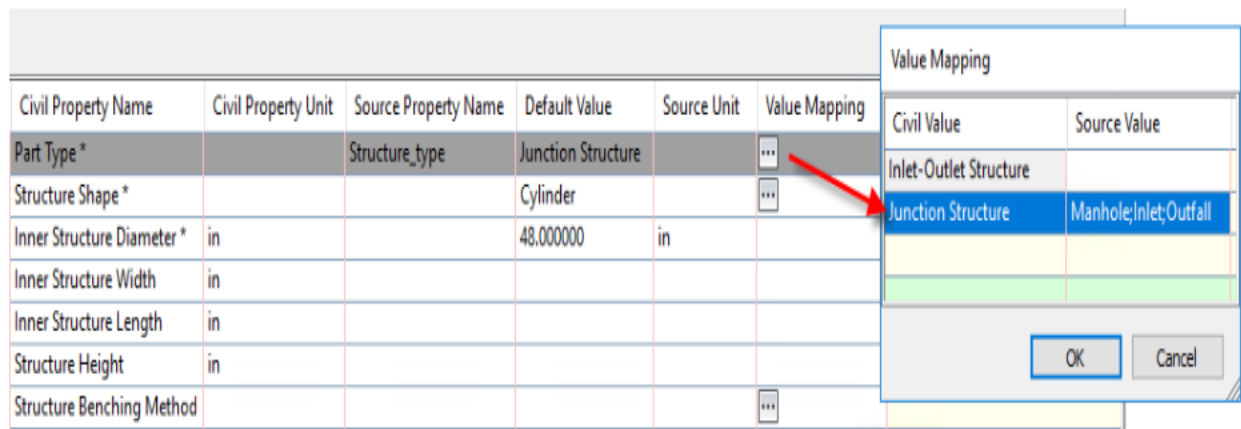 Value Mapping
Civil Property Name Civil Property Unit Source Property Name Default Value Source Unit Value Mapping
Civil Value Source Value
Part Type * Structure_type Junction Structure ...
Inlet-Outlet Structure
Structure Shape * Cylinder ...
Junction Structure Manhole;Inlet;Outfall
Inner Structure Diameter * in 48.000000 in
Inner Structure Width in
Inner Structure Length in
Structure Height in
OK Cancel
Structure Benching Method ...